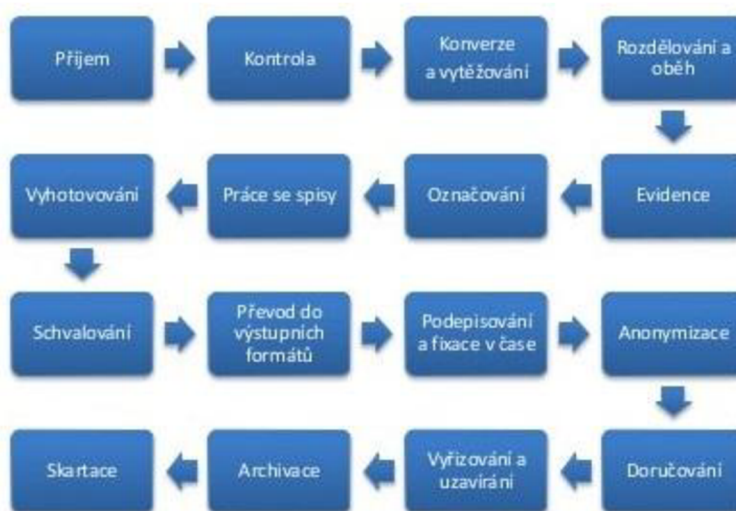 Příjem
Kontrola
Konverze
a vytěžování
Rozdělování a
oběh
Evidence
Označování
Práce se spisy
Vyhotovování
Schvalování
Převod do
výstupních
formátů
Podepisování
a fixace v čase
Anonymizace
Doručování
Vyřizování a
uzavírání
Archivace
Skartace